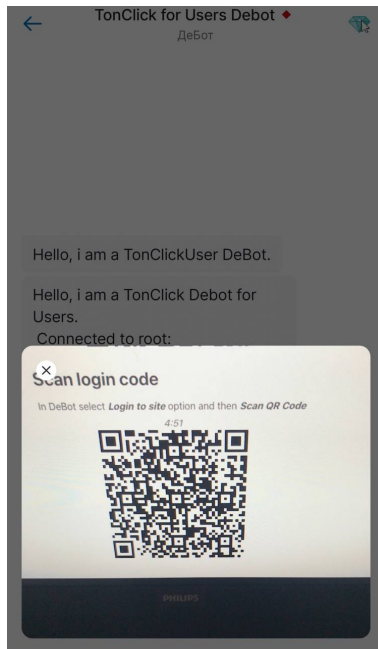 TonClick for Users Debot
ДеБот
Hello, i am a TonClickUser DeBot.
Hello, i am a TonClick Debot for
Users.
Connected to root:
Scan login code
In DeBot select Login to site option and then Scan QR Code
4:51
PHILIPS